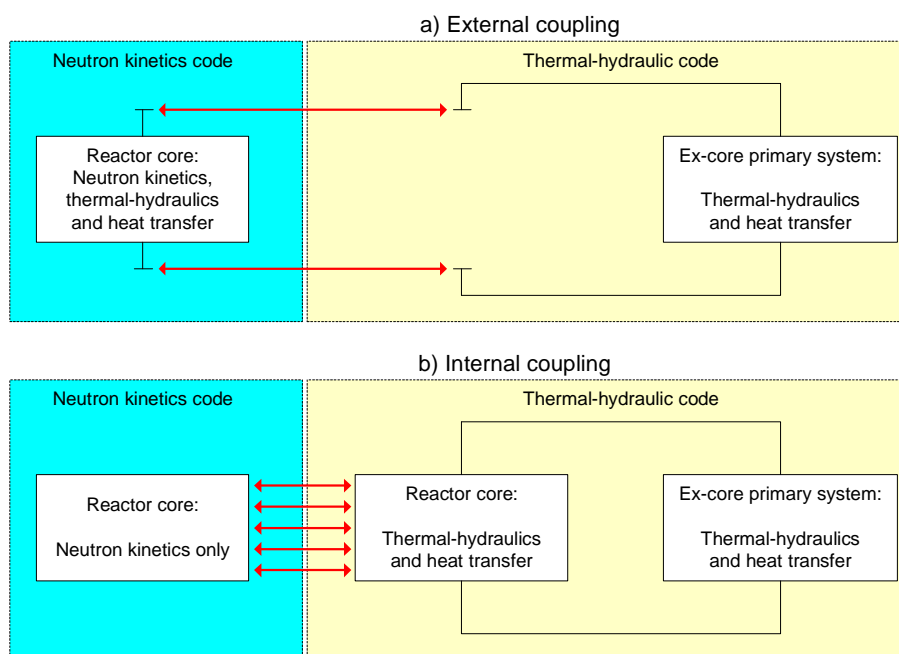 a) External coupling
Neutron kinetics code
Thermal-hydraulic code
Reactor core:
Neutron kinetics,
thermal-hydraulics
and heat transfer
Ex-core primary system:
Thermal-hydraulics
and heat transfer
b) Internal coupling
Neutron kinetics code
Thermal-hydraulic code
Reactor core:
Neutron kinetics only
Reactor core:
Thermal-hydraulics
and heat transfer
Ex-core primary system:
Thermal-hydraulics
and heat transfer